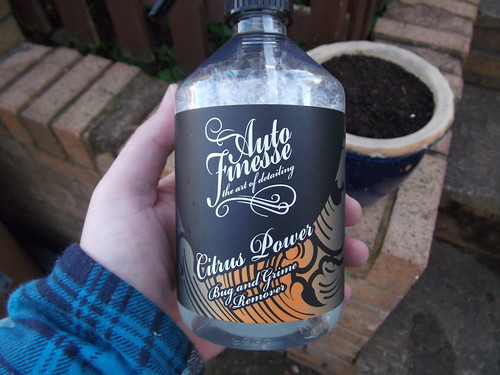 Auto
Finesse
the art of detailing
Citrus Power
Bug and Grime
Remover